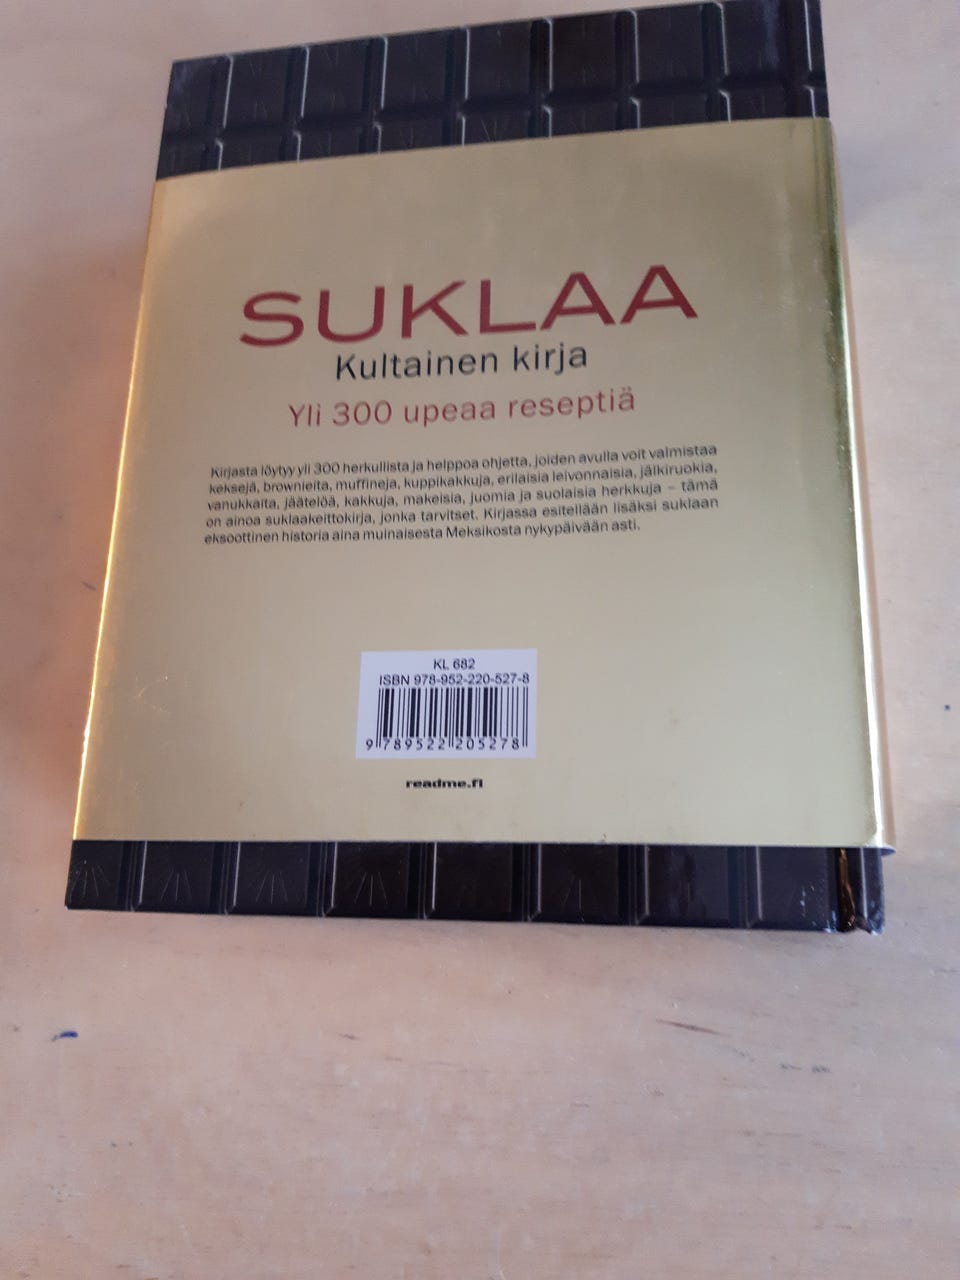 SUKLAA
Kultainen kirja
Yli 300 upeaa reseptiä
Kirjasta löytyy yli 300 herkullista ja helppoa ohjetta, joiden avulla voit valmistaa
keksejä, brownieita, muffineja, kuppikakkuja, erilaisia leivonnaisia, jälkiruokia,
vanukkaita, jäätelöä, kakkuja, makeisia, juomia ja suolaisia herkkuja – tämä
on ainoa suklaakeittokirja, jonka tarvitset. Kirjassa esitellään lisäksi suklaan
eksoottinen historia aina muinaisesta Meksikosta nykypäivään asti.
KL 682
ISBN 978-952-220-527-8
9 789522 205278
readme.fi